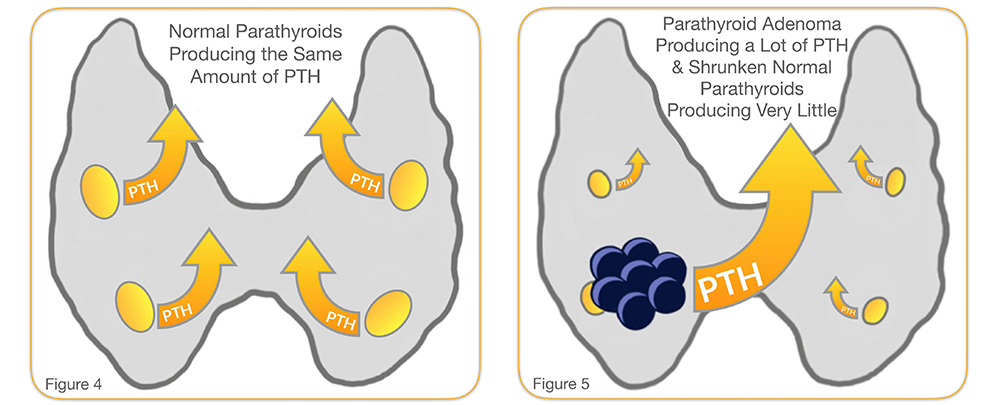 Normal Parathyroids
Producing the Same
Amount of PTH
PTH
PTH
PTH
PTH
Figure 4
Parathyroid Adenoma
Producing a Lot of PTH
& Shrunken Normal
Parathyroids
Producing Very Little
PTH
PTH
PTH
PTH
Figure 5